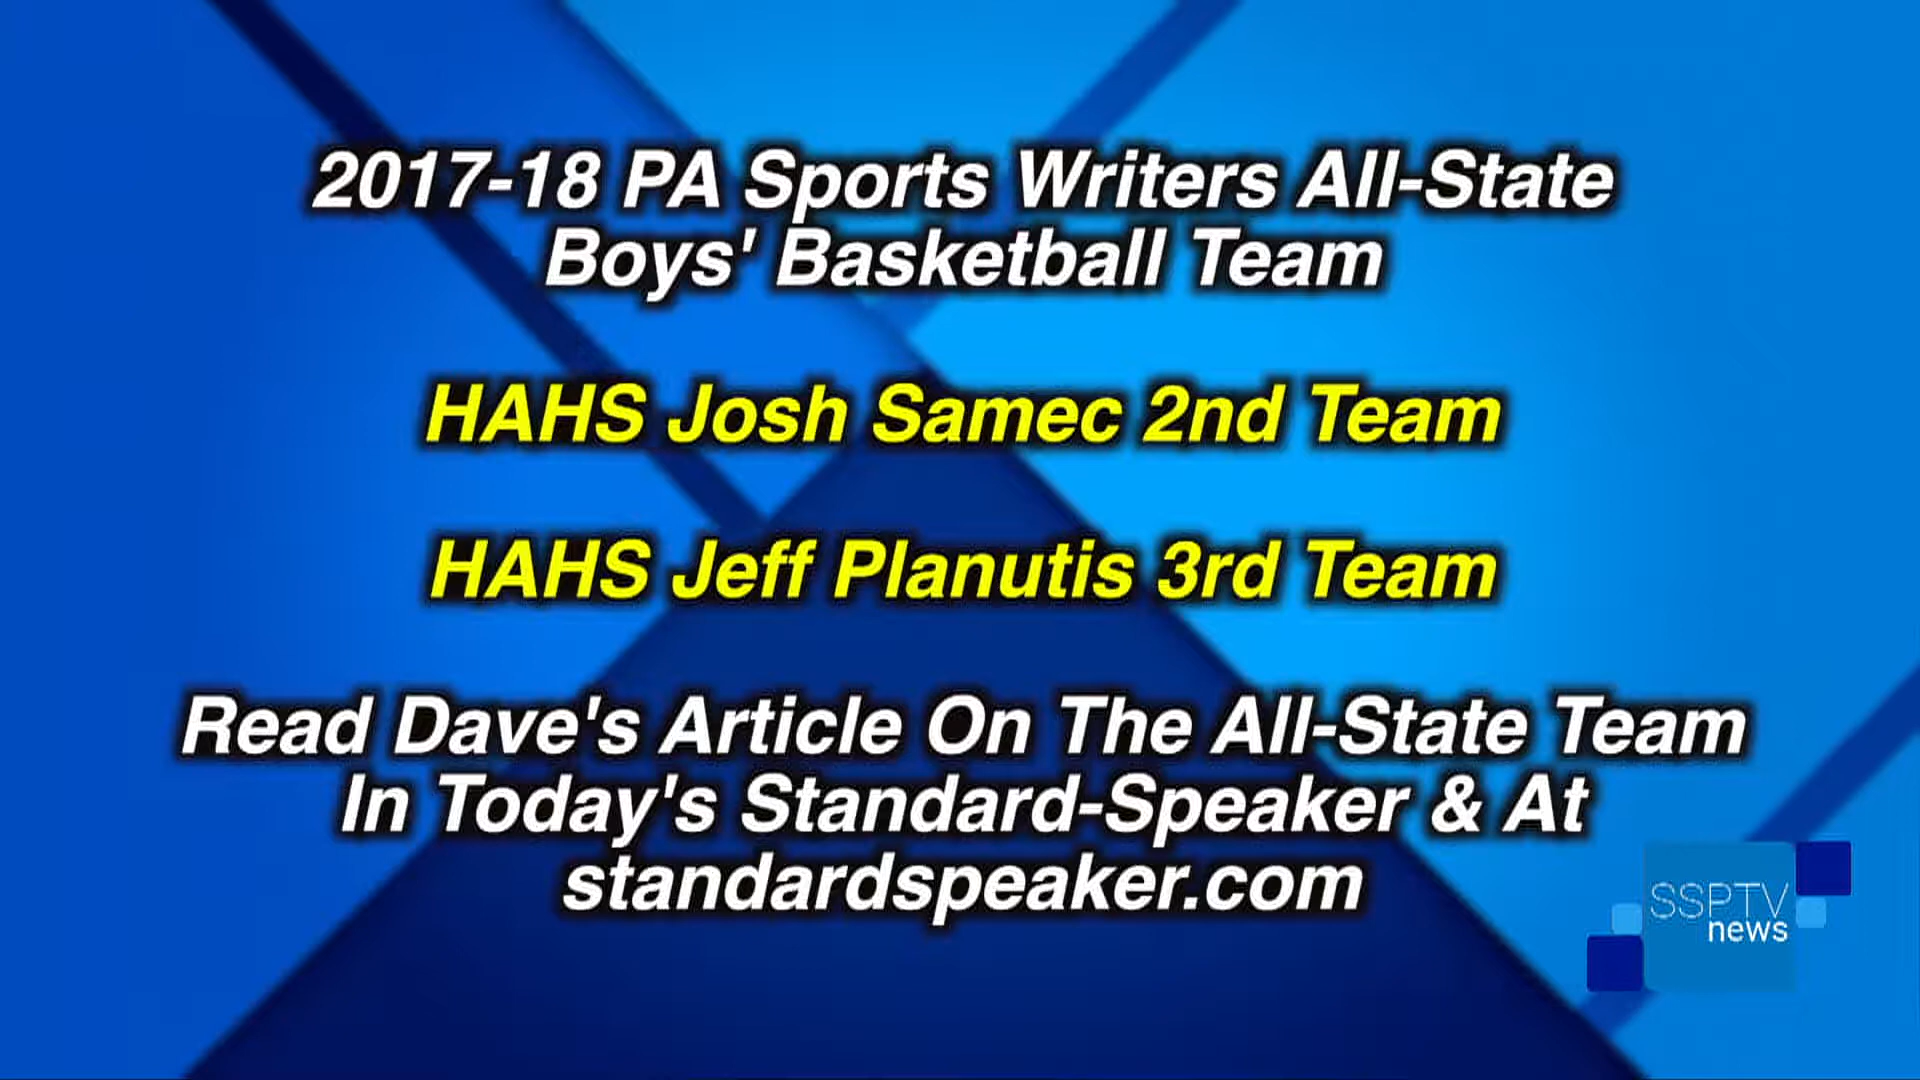 2017-18 PA Sports Writers All-State
Boys' Basketball Team
HAHS Josh Samec 2nd Team
HAHS Jeff Planutis 3rd Team
Read Dave's Article On The All-State Team
In Today's Standard-Speaker & At
standardspeaker.com
SSPTV
news